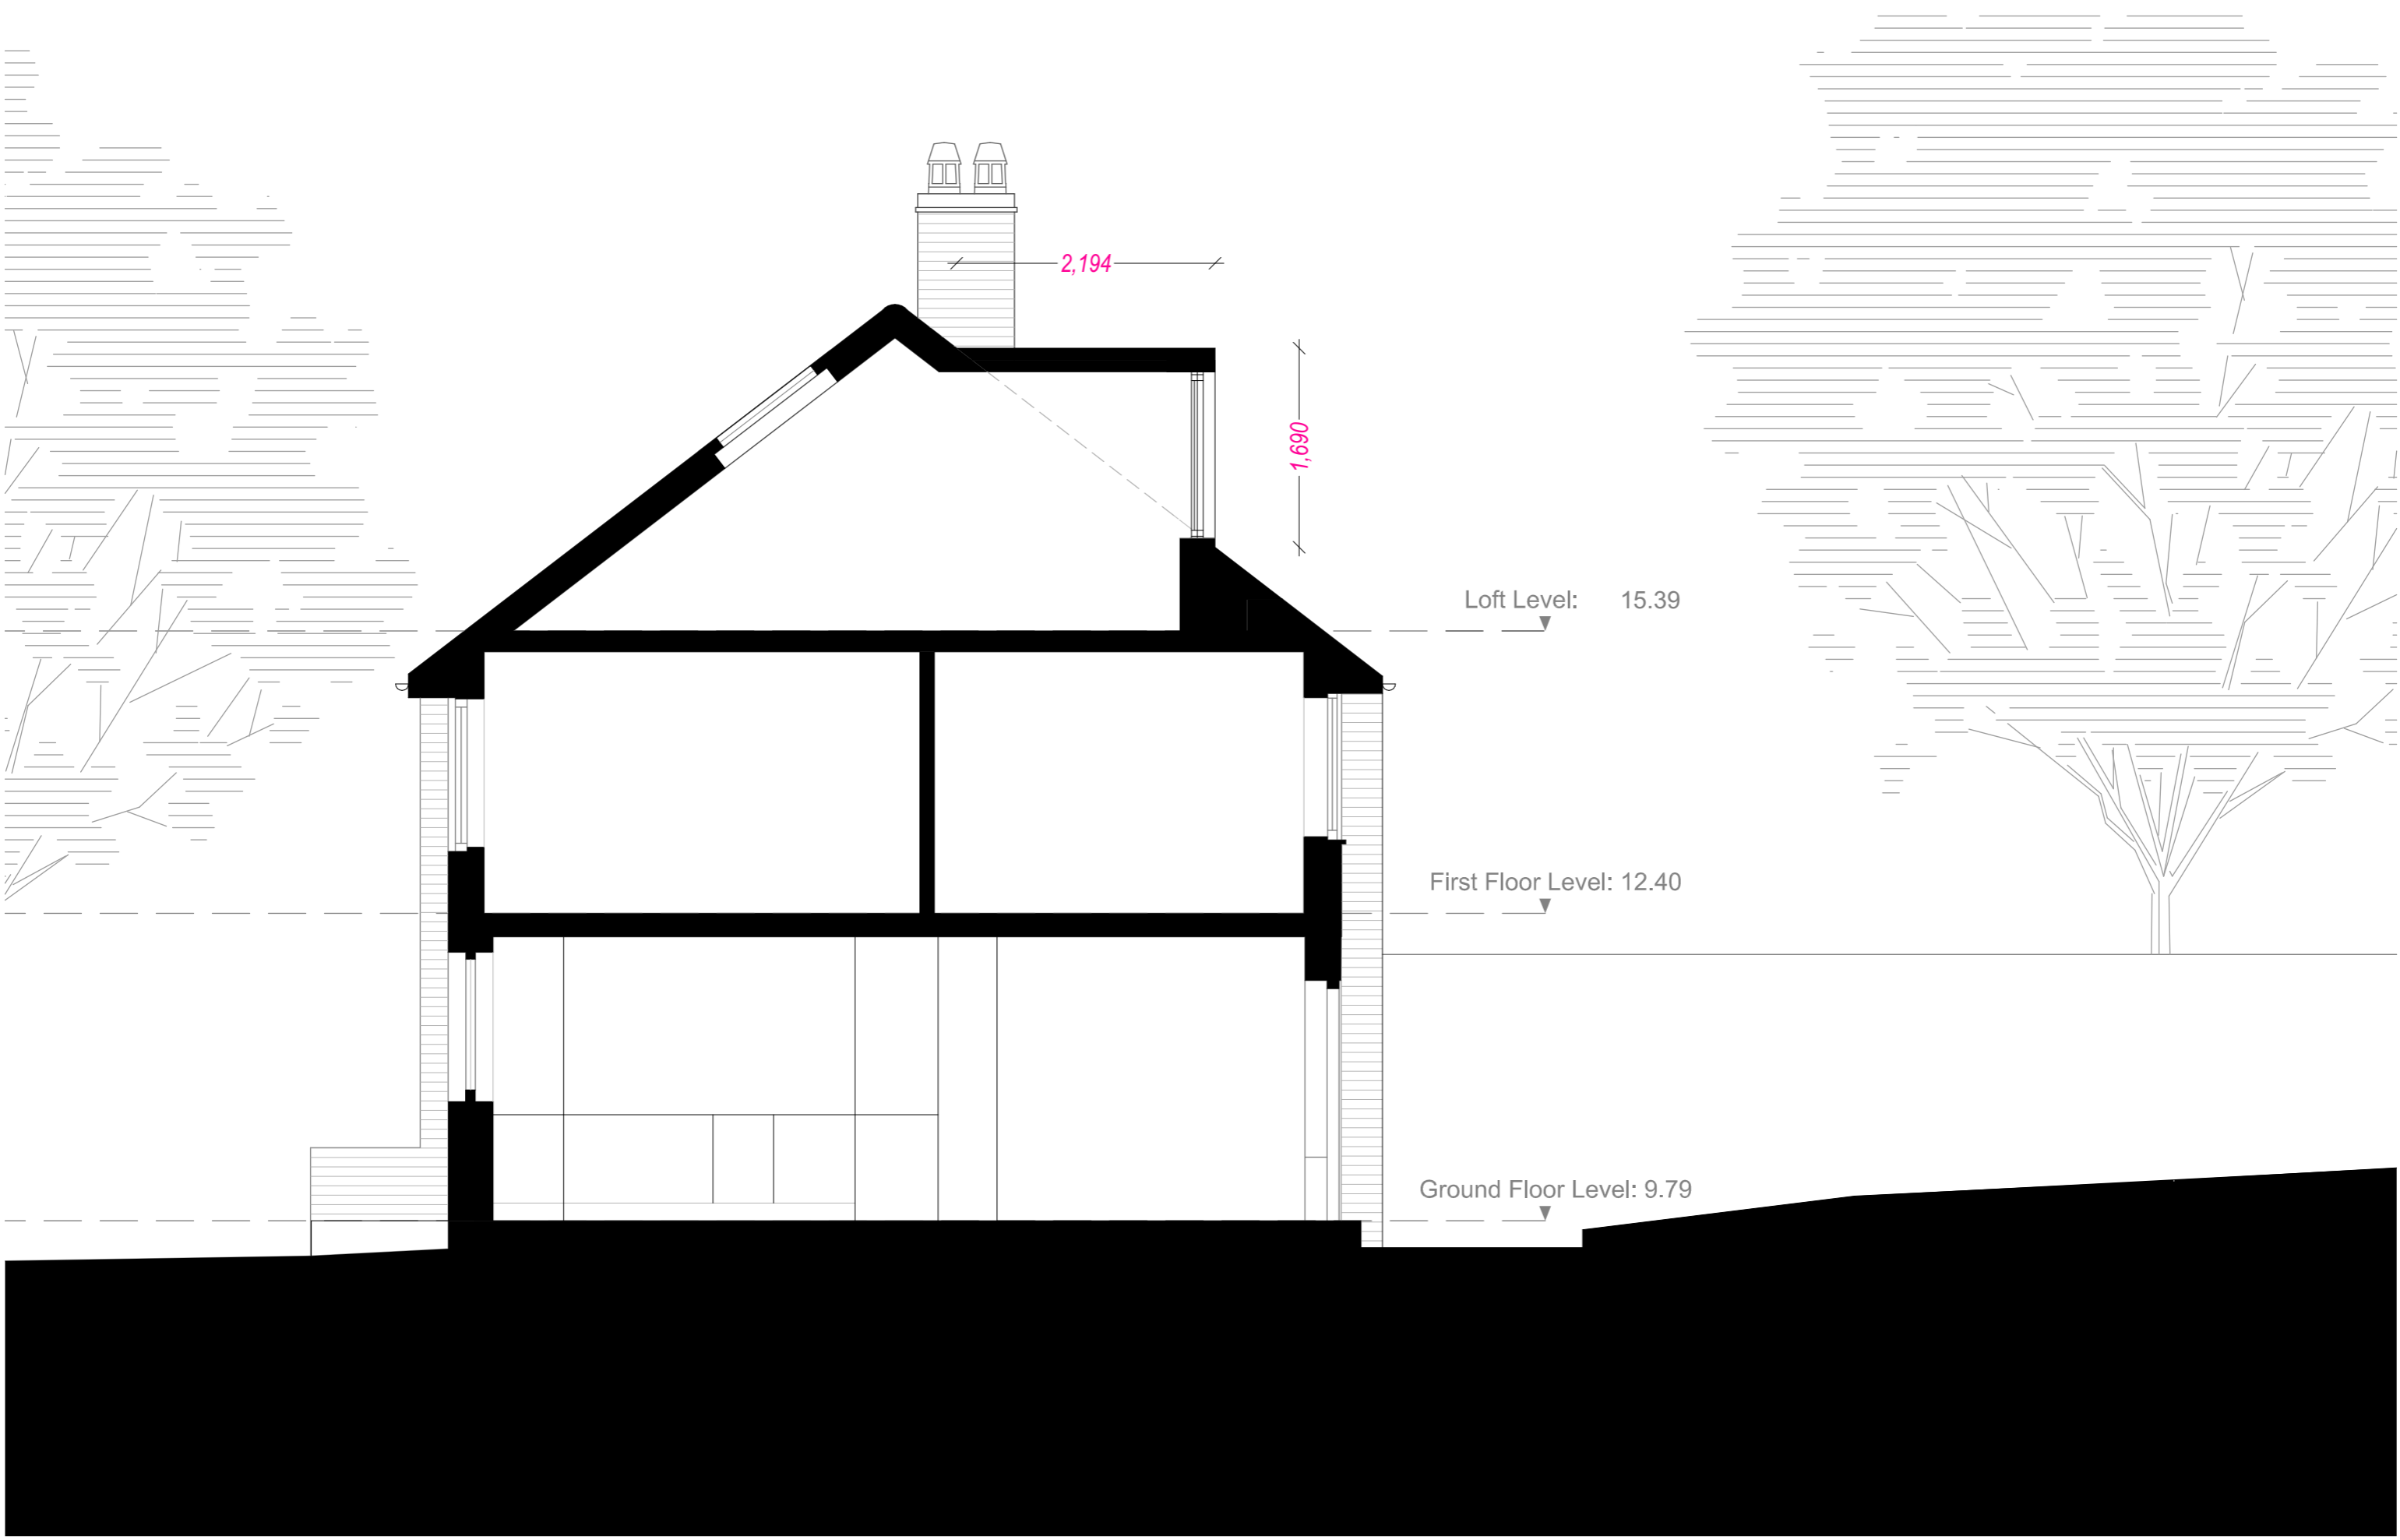 2,194
1,690
Loft Level: 15.39
First Floor Level: 12.40
Ground Floor Level: 9.79